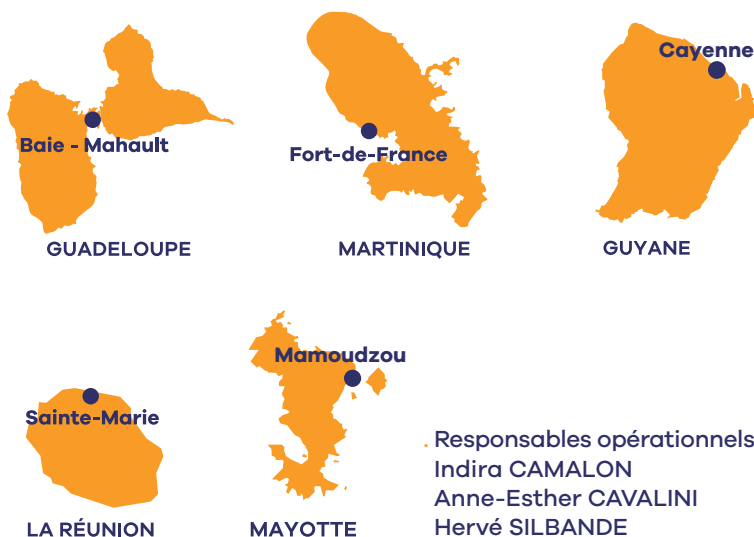 Cayenne
Baie - Mahault
Fort-de-France
GUADELOUPE
MARTINIQUE
GUYANE
Mamoudzou
Sainte-Marie
. Responsables opérationnels
Indira CAMALON
Anne-Esther CAVALINI
Hervé SILBANDE
LA RÉUNION
MAYOTTE